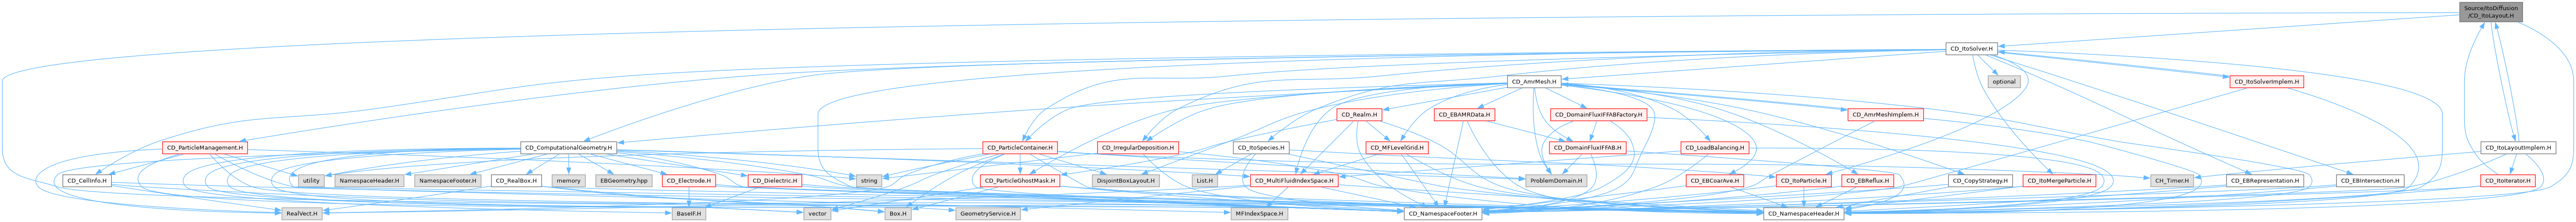 Source/ItoDiffusion
/CD_ItoLayout.H
CD_ItoSolver.H
CD_AmrMesh.H
optional
CD_ItoSolverImplem.H
CD_Realm.H
CD_EBAMRData.H
CD_DomainFluxIFFABFactory.H
CD_AmrMeshImplem.H
CD_ParticleManagement.H
CD_ComputationalGeometry.H
CD_ParticleContainer.H
CD_IrregularDeposition.H
CD_ItoSpecies.H
CD_MFLevelGrid.H
CD_DomainFluxIFFAB.H
CD_LoadBalancing.H
CD_ItoLayoutImplem.H
CD_CellInfo.H
utility
NamespaceHeader.H
NamespaceFooter.H
CD_RealBox.H
memory
EBGeometry.hpp
CD_Electrode.H
CD_Dielectric.H
string
CD_ParticleGhostMask.H
DisjointBoxLayout.H
List.H
CD_MultiFluidIndexSpace.H
ProblemDomain.H
CD_EBCoarAve.H
CD_ItoParticle.H
CD_EBReflux.H
CD_CopyStrategy.H
CD_ItoMergeParticle.H
CH_Timer.H
CD_EBRepresentation.H
CD_EBIntersection.H
CD_ItoIterator.H
RealVect.H
BaseIF.H
vector
Box.H
GeometryService.H
MFIndexSpace.H
CD_NamespaceFooter.H
CD_NamespaceHeader.H